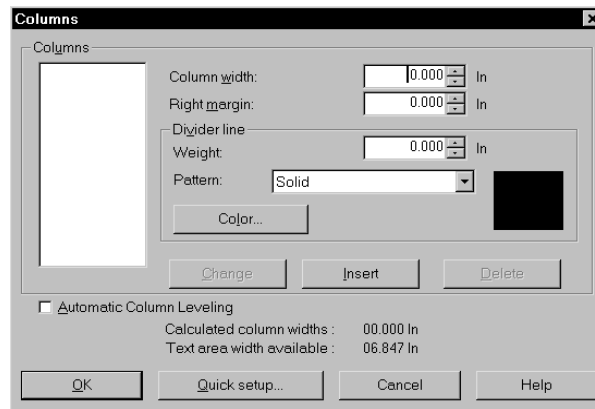 Columns
Columns
Column width: 0.000 In
Right margin: 0.000 In
Divider line
Weight: 0.000 In
Pattern: Solid
Color...
Change Insert Delete
Automatic Column Leveling
Calculated column widths : 00.000 In
Text area width available : 06.847 In
OK Quick setup... Cancel Help